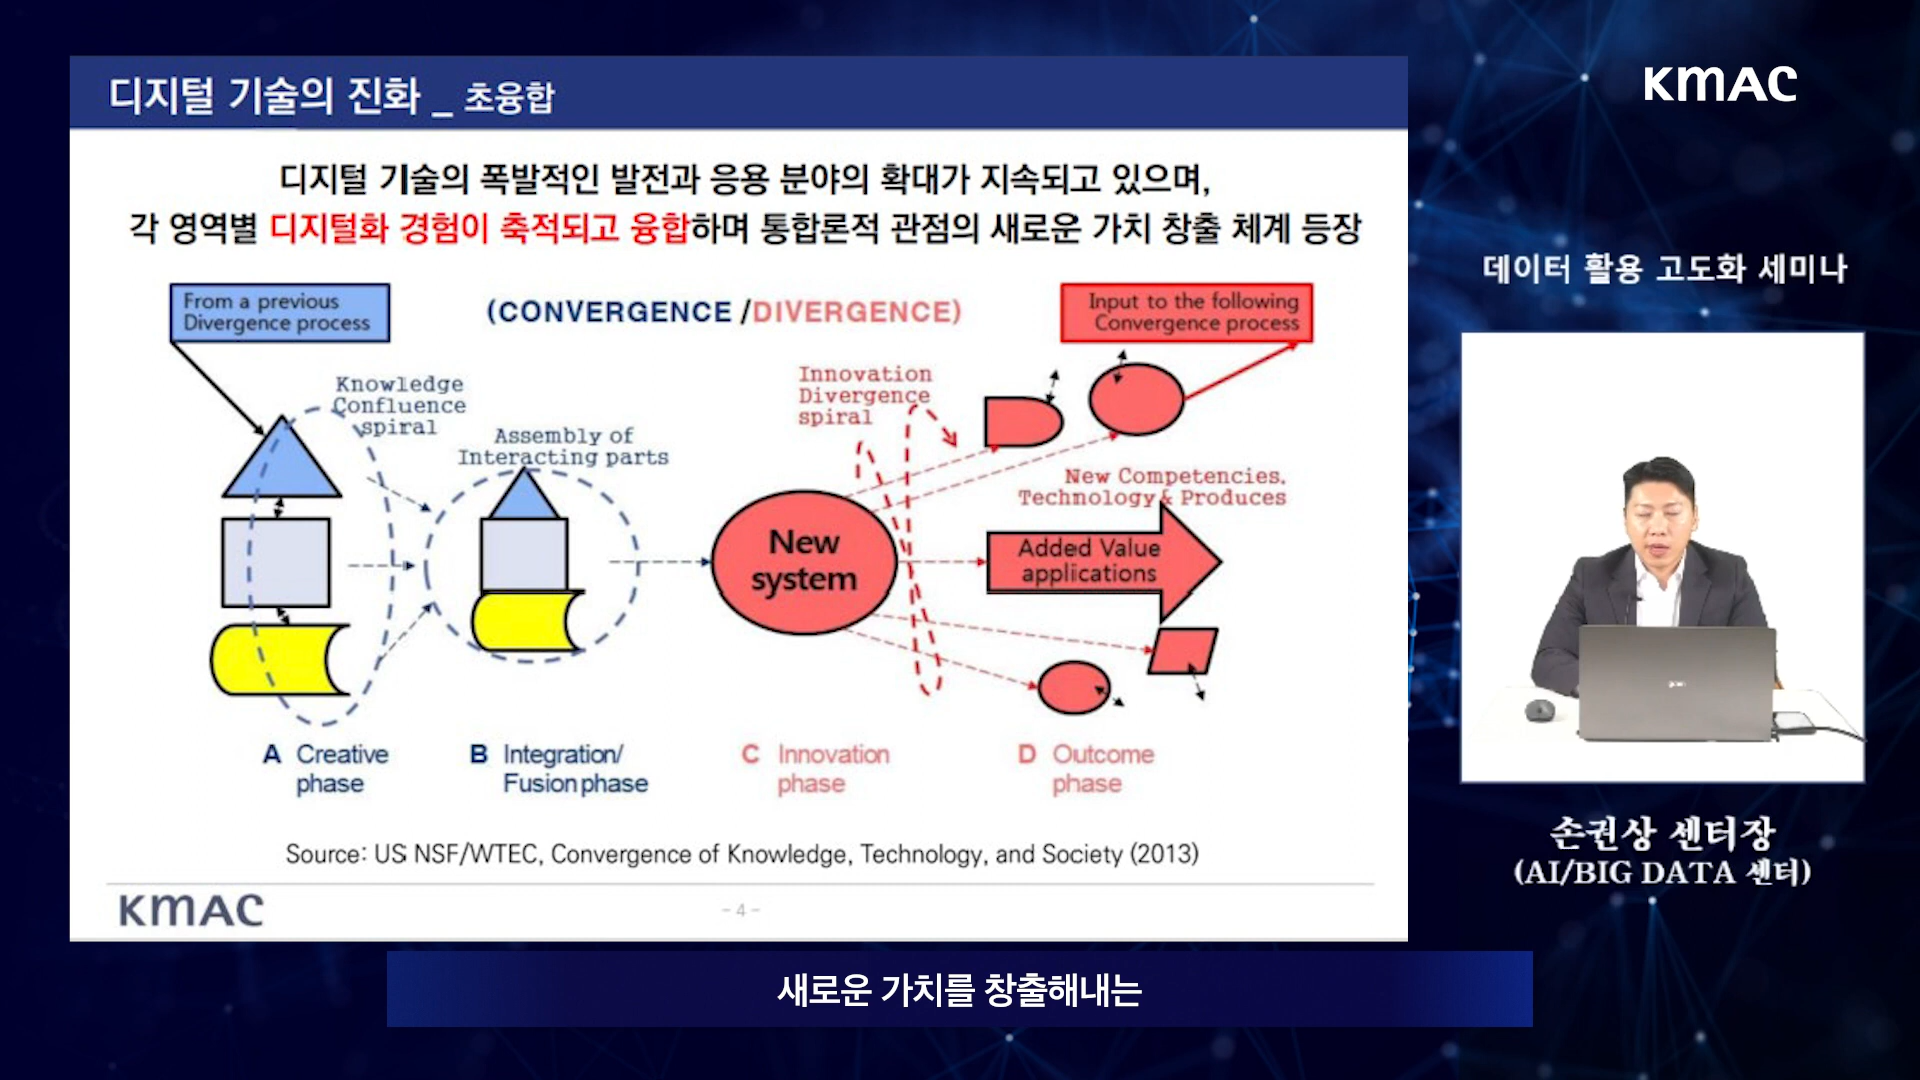 디지털 기술의 진화 _ 초융합
KMAC
디지털 기술의 폭발적인 발전과 응용 분야의 확대가 지속되고 있으며,
각 영역별 디지털화 경험이 축적되고 융합하며 통합론적 관점의 새로운 가치 창출 체계 등장
From a previous
Divergence process
(CONVERGENCE /DIVERGENCE)
Input to the following
Convergence process
Knowledge
Confluence
spiral
Assembly of
Interacting parts
Innovation
Divergence
spiral
New Competencies,
Technology & Produces
New
system
Added Value
applications
A Creative
phase
B Integration/
Fusion phase
C Innovation
phase
D Outcome
phase
Source: US NSF/WTEC, Convergence of Knowledge, Technology, and Society (2013)
KMAC
- 4 -
데이터 활용 고도화 세미나
손권상 센터장
(AI/BIG DATA 센터)
새로운 가치를 창출해내는